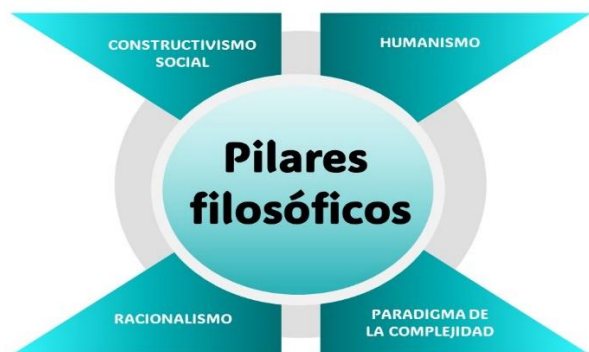 CONSTRUCTIVISMO
SOCIAL
HUMANISMO
Pilares
filosóficos
RACIONALISMO
PARADIGMA DE
LA COMPLEJIDAD